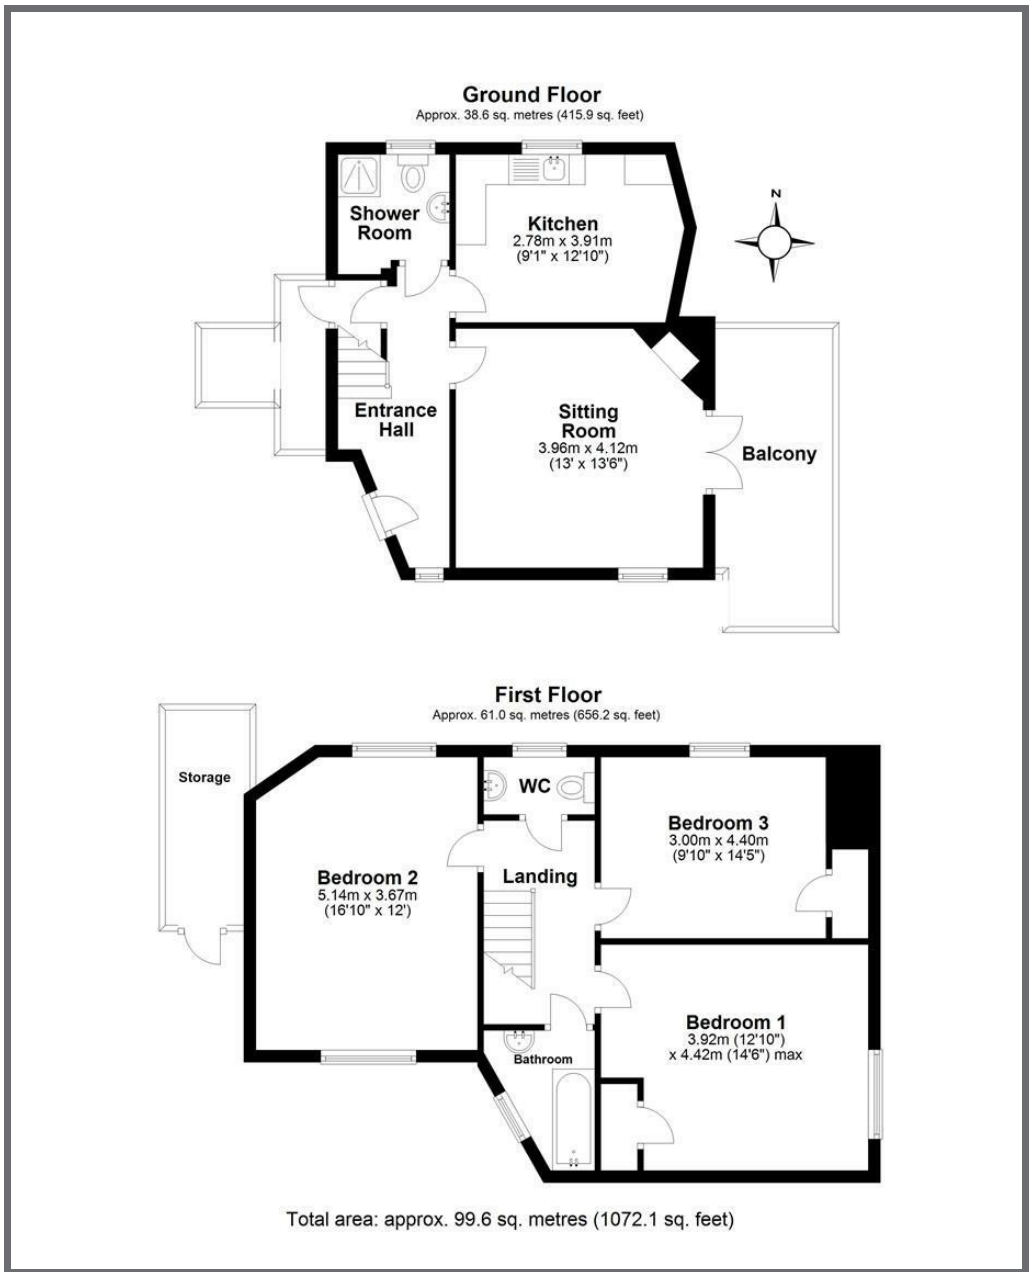 Ground Floor
Approx. 38.6 sq. metres (415.9 sq. feet)
Shower
Room
Kitchen
2.78m x 3.91m
(9'1" x 12'10")
N
Entrance
Hall
Sitting
Room
3.96m x 4.12m
(13' x 13'6")
Balcony
First Floor
Approx. 61.0 sq. metres (656.2 sq. feet)
Storage
WC
Bedroom 3
3.00m x 4.40m
(9'10" x 14'5")
Bedroom 2
5.14m x 3.67m
(16'10" x 12')
Landing
Bedroom 1
3.92m (12'10")
x 4.42m (14'6") max
Bathroom
Total area: approx. 99.6 sq. metres (1072.1 sq. feet)